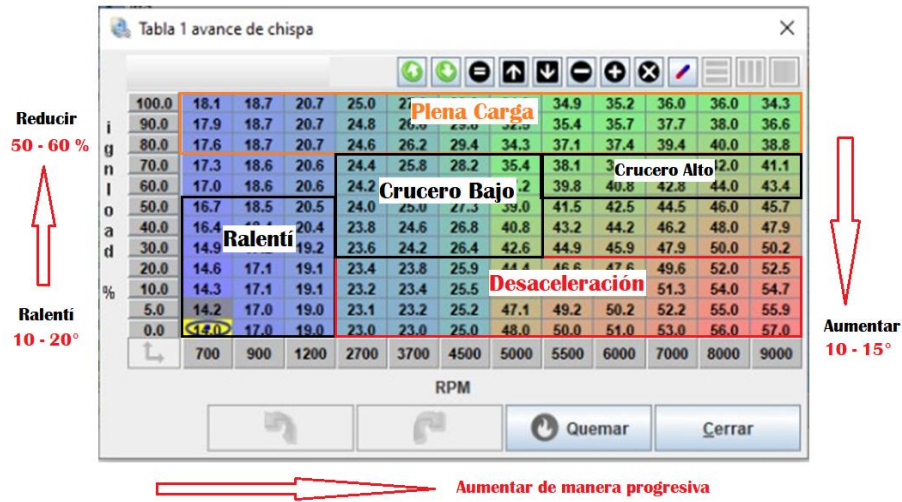 Tabla 1 avance de chispa
100.0 18.1 18.7 20.7 25.0 34.9 35.2 36.0 36.0 34.3
Plena Carga
90.0 17.9 18.7 20.7 24.8 35.4 35.7 37.7 38.0 36.6
80.0 17.6 18.7 20.7 24.6 26.2 29.4 34.3 37.1 37.4 39.4 40.0 38.8
70.0 17.3 18.6 20.6 24.4 25.8 28.2 35.4 38.1 41.1
Crucero Alto
60.0 17.0 18.6 20.6 24.2 39.8 40.8 42.8 44.0 43.4
Crucero Bajo
50.0 16.7 18.5 20.5 24.0 25.0 27.3 39.0 41.5 42.5 44.5 46.0 45.7
40.0 16.4 20.4 23.8 24.6 26.8 40.8 43.2 44.2 46.2 48.0 47.9
Ralentí
30.0 14.9 19.2 23.6 24.2 26.4 42.6 44.9 45.9 47.9 50.0 50.2
20.0 14.6 17.1 19.1 23.4 23.8 25.9 44.4 46.6 47.6 49.6 52.0 52.5
Desaceleración
10.0 14.3 17.1 19.1 23.2 23.4 25.5 51.3 54.0 54.7
5.0 14.2 17.0 19.0 23.1 23.2 25.2 47.1 49.2 50.2 52.2 55.0 55.9
0.0 14.0 17.0 19.0 23.0 23.0 25.0 48.0 50.0 51.0 53.0 56.0 57.0
700 900 1200 2700 3700 4500 5000 5500 6000 7000 8000 9000
ignload %
RPM
Quemar
Cerrar
Reducir
50 - 60 %
Ralentí
10 - 20°
Aumentar
10 - 15°
Aumentar de manera progresiva